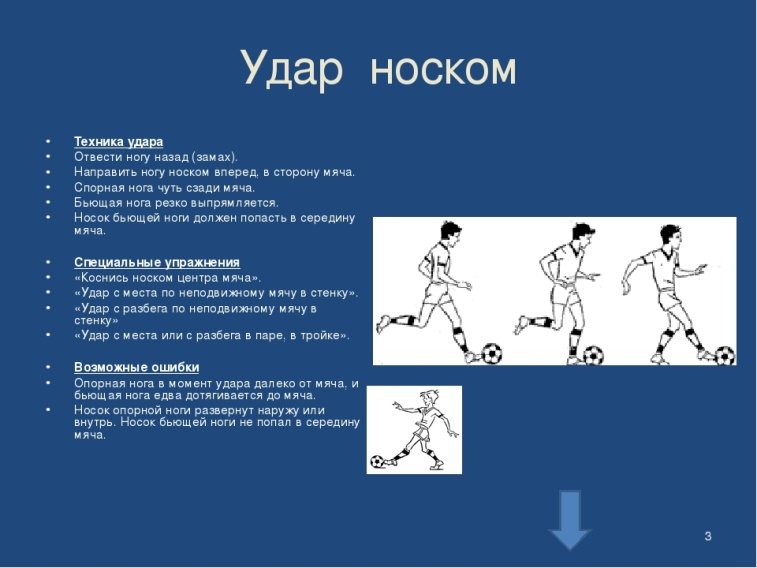 Удар носком
• Техника удара
• Отвести ногу назад (замах).
• Направить ногу носком вперед, в сторону мяча.
• Спорная нога чуть сзади мяча.
• Бьющая нога резко выпрямляется.
• Носок бьющей ноги должен попасть в середину
мяча.
• Специальные упражнения
• «Коснись носком центра мяча».
• «Удар с места по неподвижному мячу в стенку».
• «Удар с разбега по неподвижному мячу в
стенку»
• «Удар с места или с разбега в паре, в тройке».
• Возможные ошибки
• Опорная нога в момент удара далеко от мяча, и
бьющая нога едва дотягивается до мяча.
• Носок опорной ноги развернут наружу или
внутрь. Носок бьющей ноги не попал в середину
мяча.
3